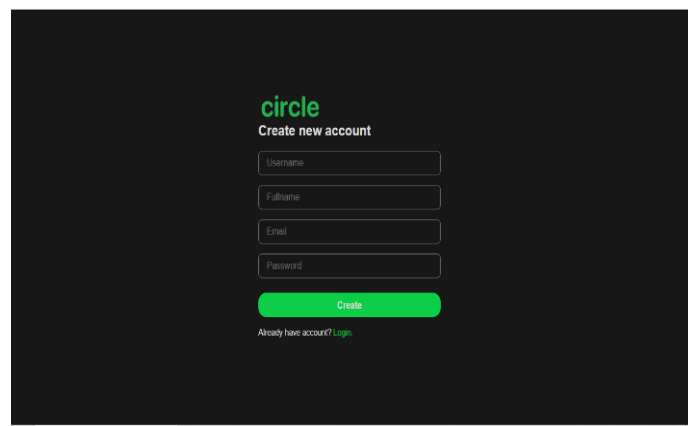 circle
Create new account
Username
Fullname
Email
Password
Create
Already have account? Login.